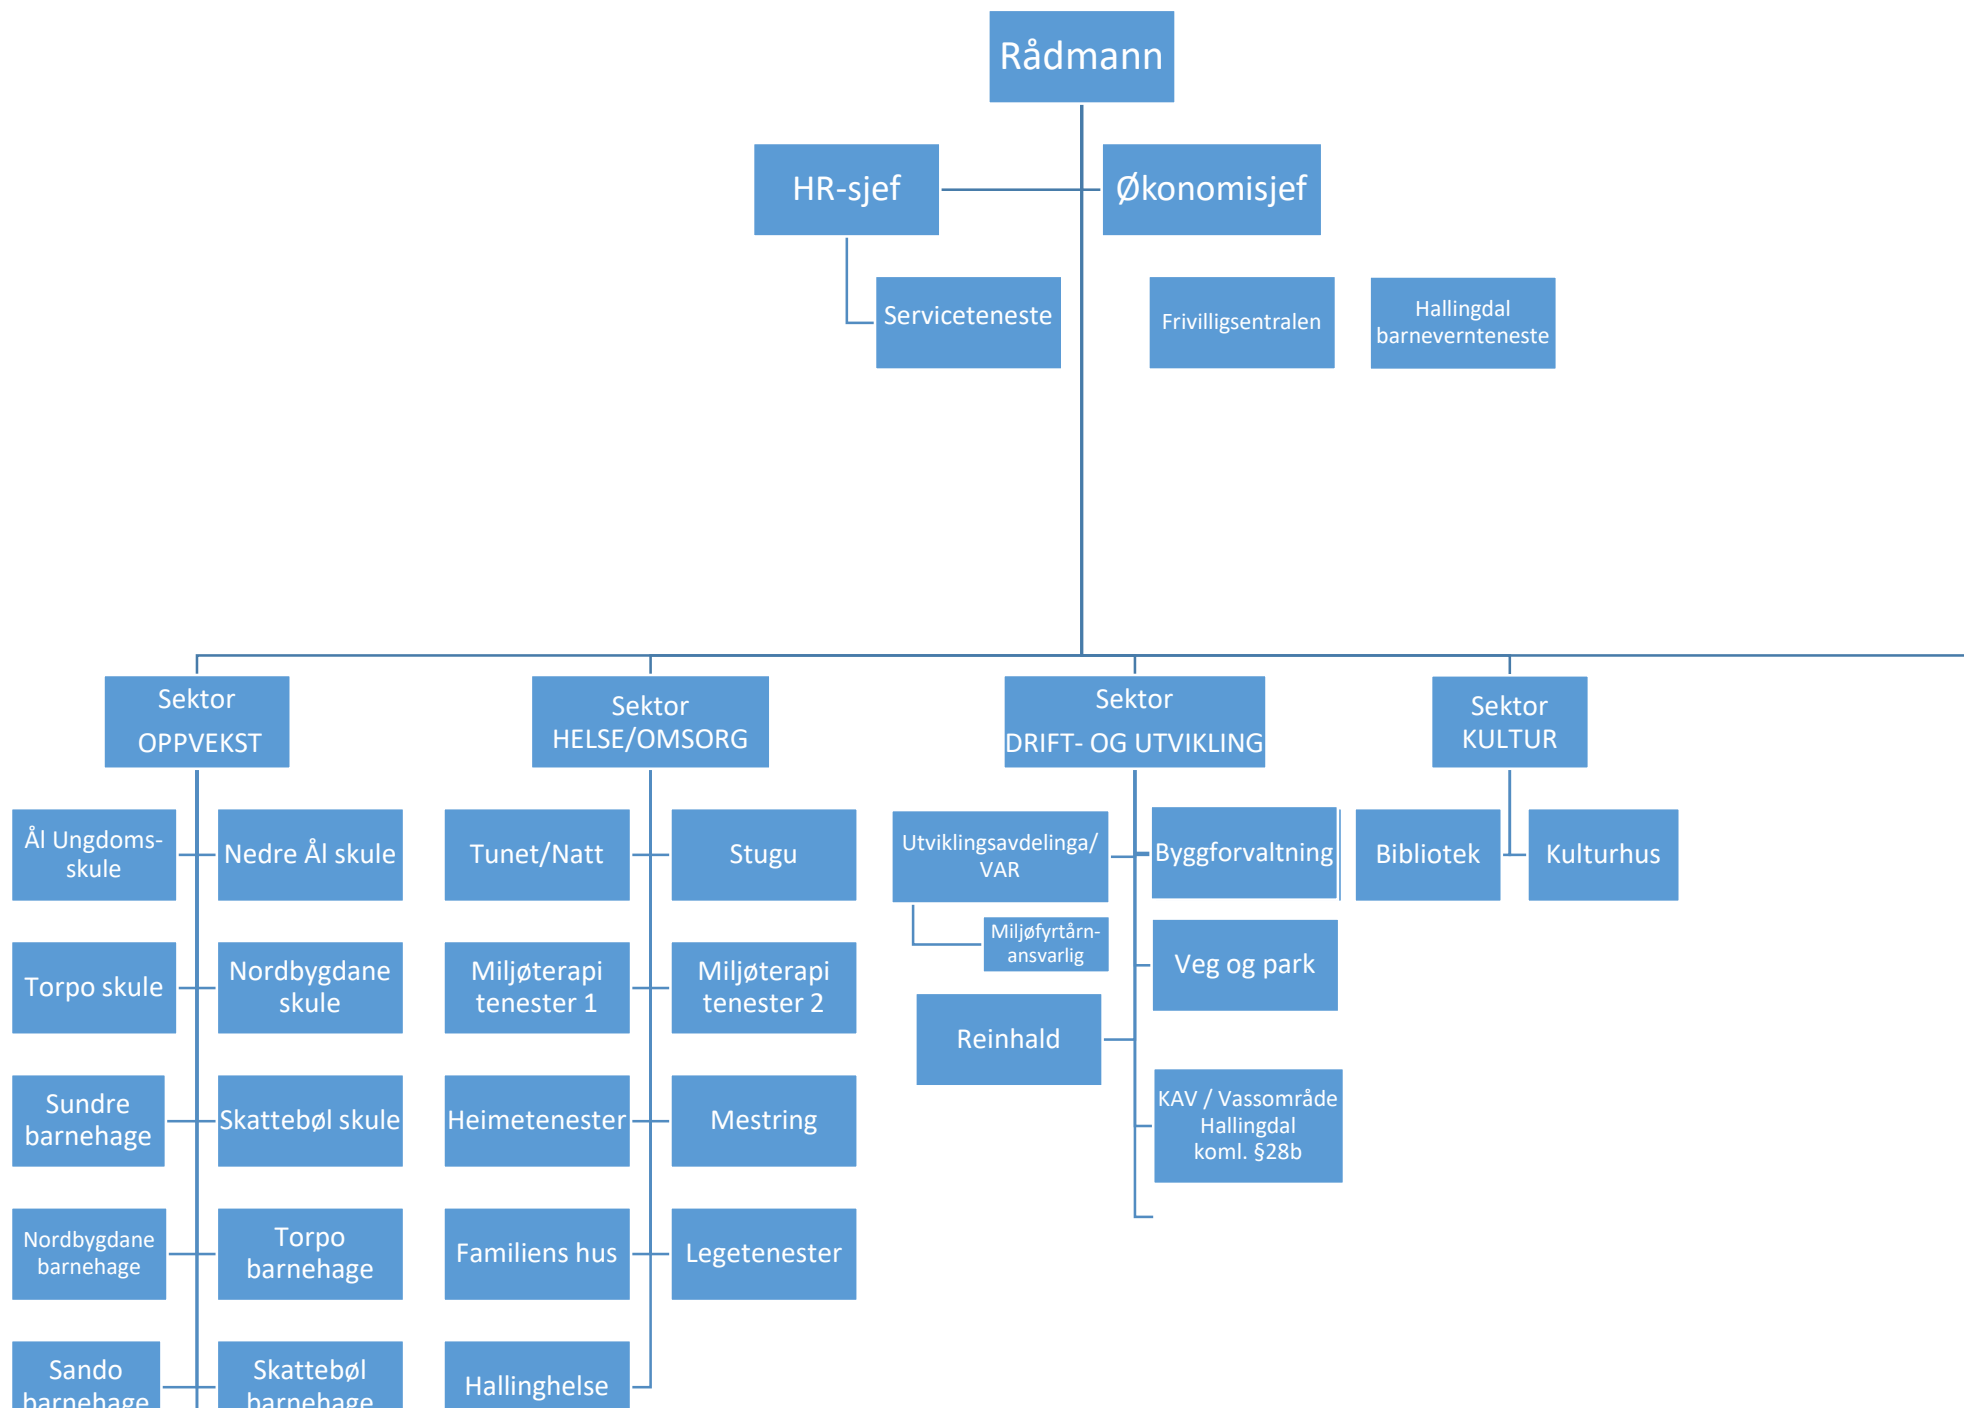 Rådmann
HR-sjef
Økonomisjef
Serviceteneste
Frivilligsentralen
Hallingdal
barnevernteneste
Sektor
OPPVEKST
Sektor
HELSE/OMSORG
Sektor
DRIFT- OG UTVIKLING
Sektor
KULTUR
Ål Ungdoms-
skule
Nedre Ål skule
Tunet/Natt
Stugu
Utviklingsavdelinga/
VAR
Byggforvaltning
Bibliotek
Kulturhus
Miljøfyrtårn-
ansvarlig
Torpo skule
Nordbygdane
skule
Miljøterapi
tenester 1
Miljøterapi
tenester 2
Veg og park
Reinhald
Sundre
barnehage
Skattebøl skule
Heimetenester
Mestring
KAV / Vassområde
Hallingdal
koml. §28b
Nordbygdane
barnehage
Torpo
barnehage
Familiens hus
Legetenester
Sando
barnehage
Skattebøl
barnehage
Hallinghelse